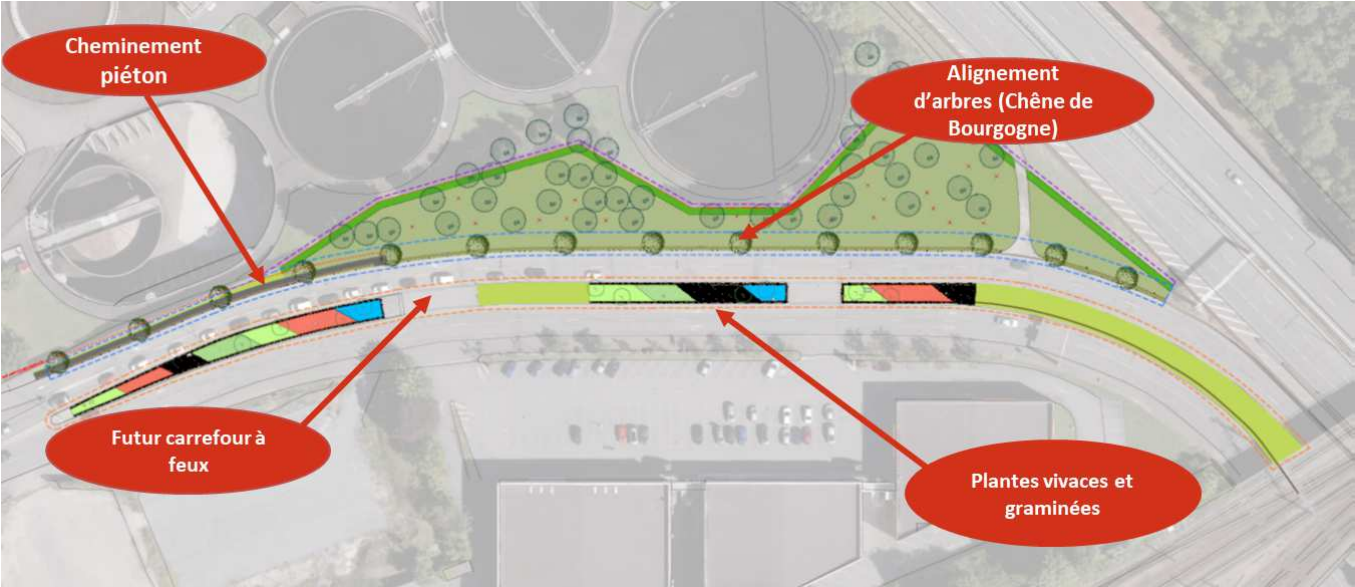 Cheminement
piéton
Alignement
d'arbres (Chêne de
Bourgogne)
Futur carrefour à
feux
Plantes vivaces et
graminées